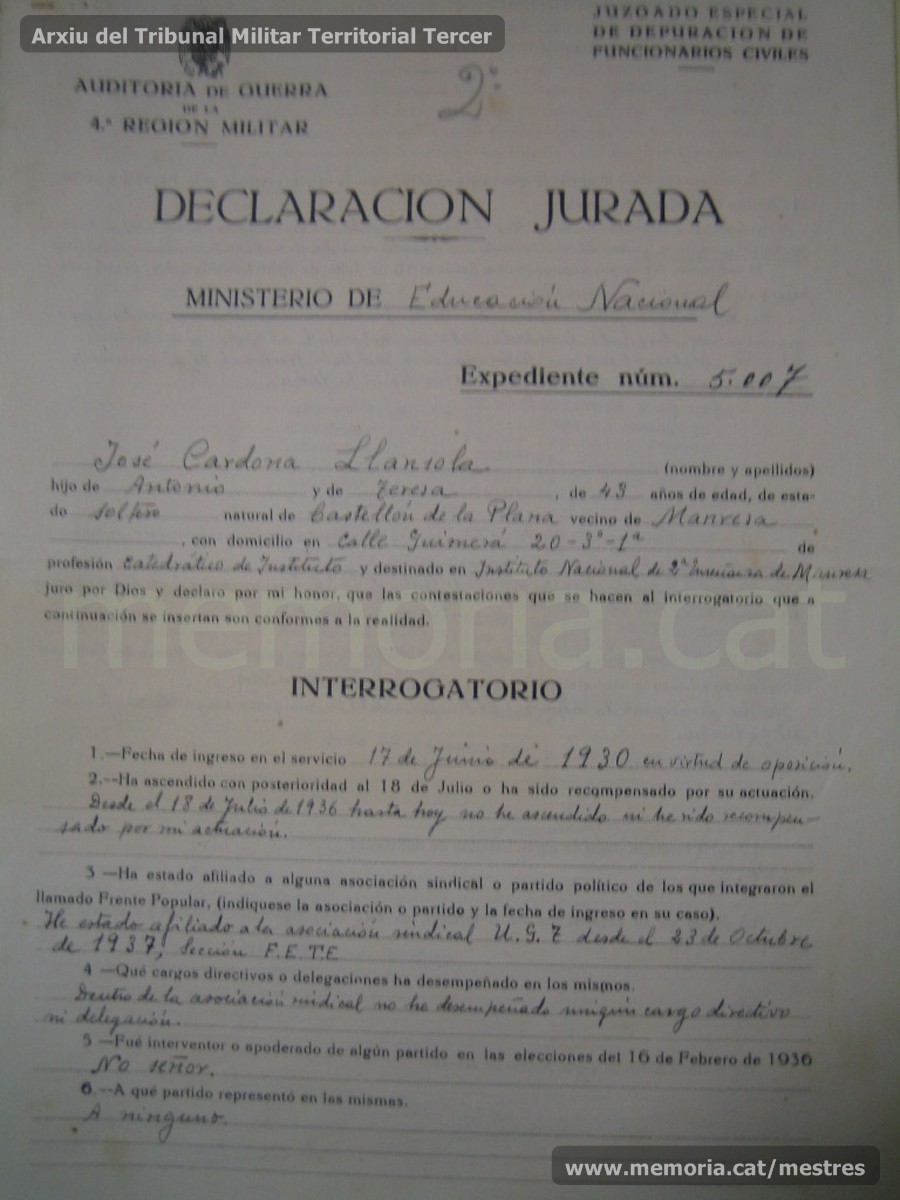 Arxiu del Tribunal Militar Territorial Tercer
JUZGADO ESPECIAL
DE DEPURACION DE
FUNCIONARIOS CIVILES
AUDITORIA DE GUERRA
DE LA
4.ª REGION MILITAR
2º
DECLARACION JURADA
MINISTERIO DE Educación Nacional
Expediente núm. 5.007
José Cardona Llansola (nombre y apellidos)
hijo de Antonio y de Teresa, de 43 años de edad, de esta-
do soltero natural de Castellón de la Plana vecino de Manresa
, con domicilio en Calle Guimerá 20-3º-1ª de
profesión Catedrático de Instituto y destinado en Instituto Nacional de 2ª Enseñanza de Manresa
juro por Dios y declaro por mi honor, que las contestaciones que se hacen al interrogatorio que a
continuación se insertan son conformes a la realidad.
memoria.cat
INTERROGATORIO
1.—Fecha de ingreso en el servicio 17 de Junio de 1930 en virtud de oposición.
2.—Ha ascendido con posterioridad al 18 de Julio o ha sido recompensado por su actuación.
Desde el 18 de Julio de 1936 hasta hoy no he ascendido ni he sido recompen-
sado por mi actuación.
3 —Ha estado afiliado a alguna asociación sindical o partido político de los que integraron el
llamado Frente Popular, (indíquese la asociación o partido y la fecha de ingreso en su caso).
He estado afiliado a la asociación sindical U.G.T desde el 23 de Octubre
de 1937, Sección F.E.T.E
4 —Qué cargos directivos o delegaciones ha desempeñado en los mismos.
Dentro de la asociación sindical no he desempeñado ningún cargo directivo
ni delegación.
5 —Fué interventor o apoderado de algún partido en las elecciones del 16 de Febrero de 1936
No señor.
6.—A qué partido representó en las mismas.
A ninguno.
www.memoria.cat/mestres